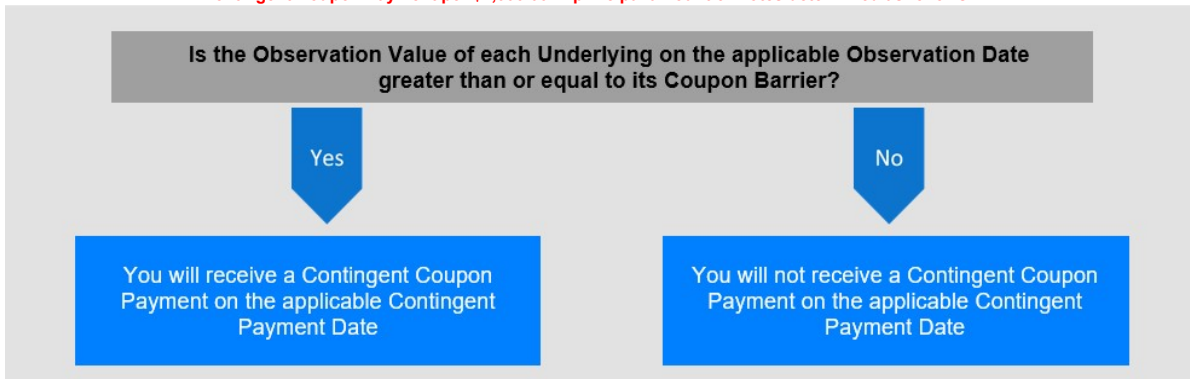 Is the Observation Value of each Underlying on the applicable Observation Date
greater than or equal to its Coupon Barrier?
Yes
No
You will receive a Contingent Coupon
Payment on the applicable Contingent
Payment Date
You will not receive a Contingent Coupon
Payment on the applicable Contingent
Payment Date